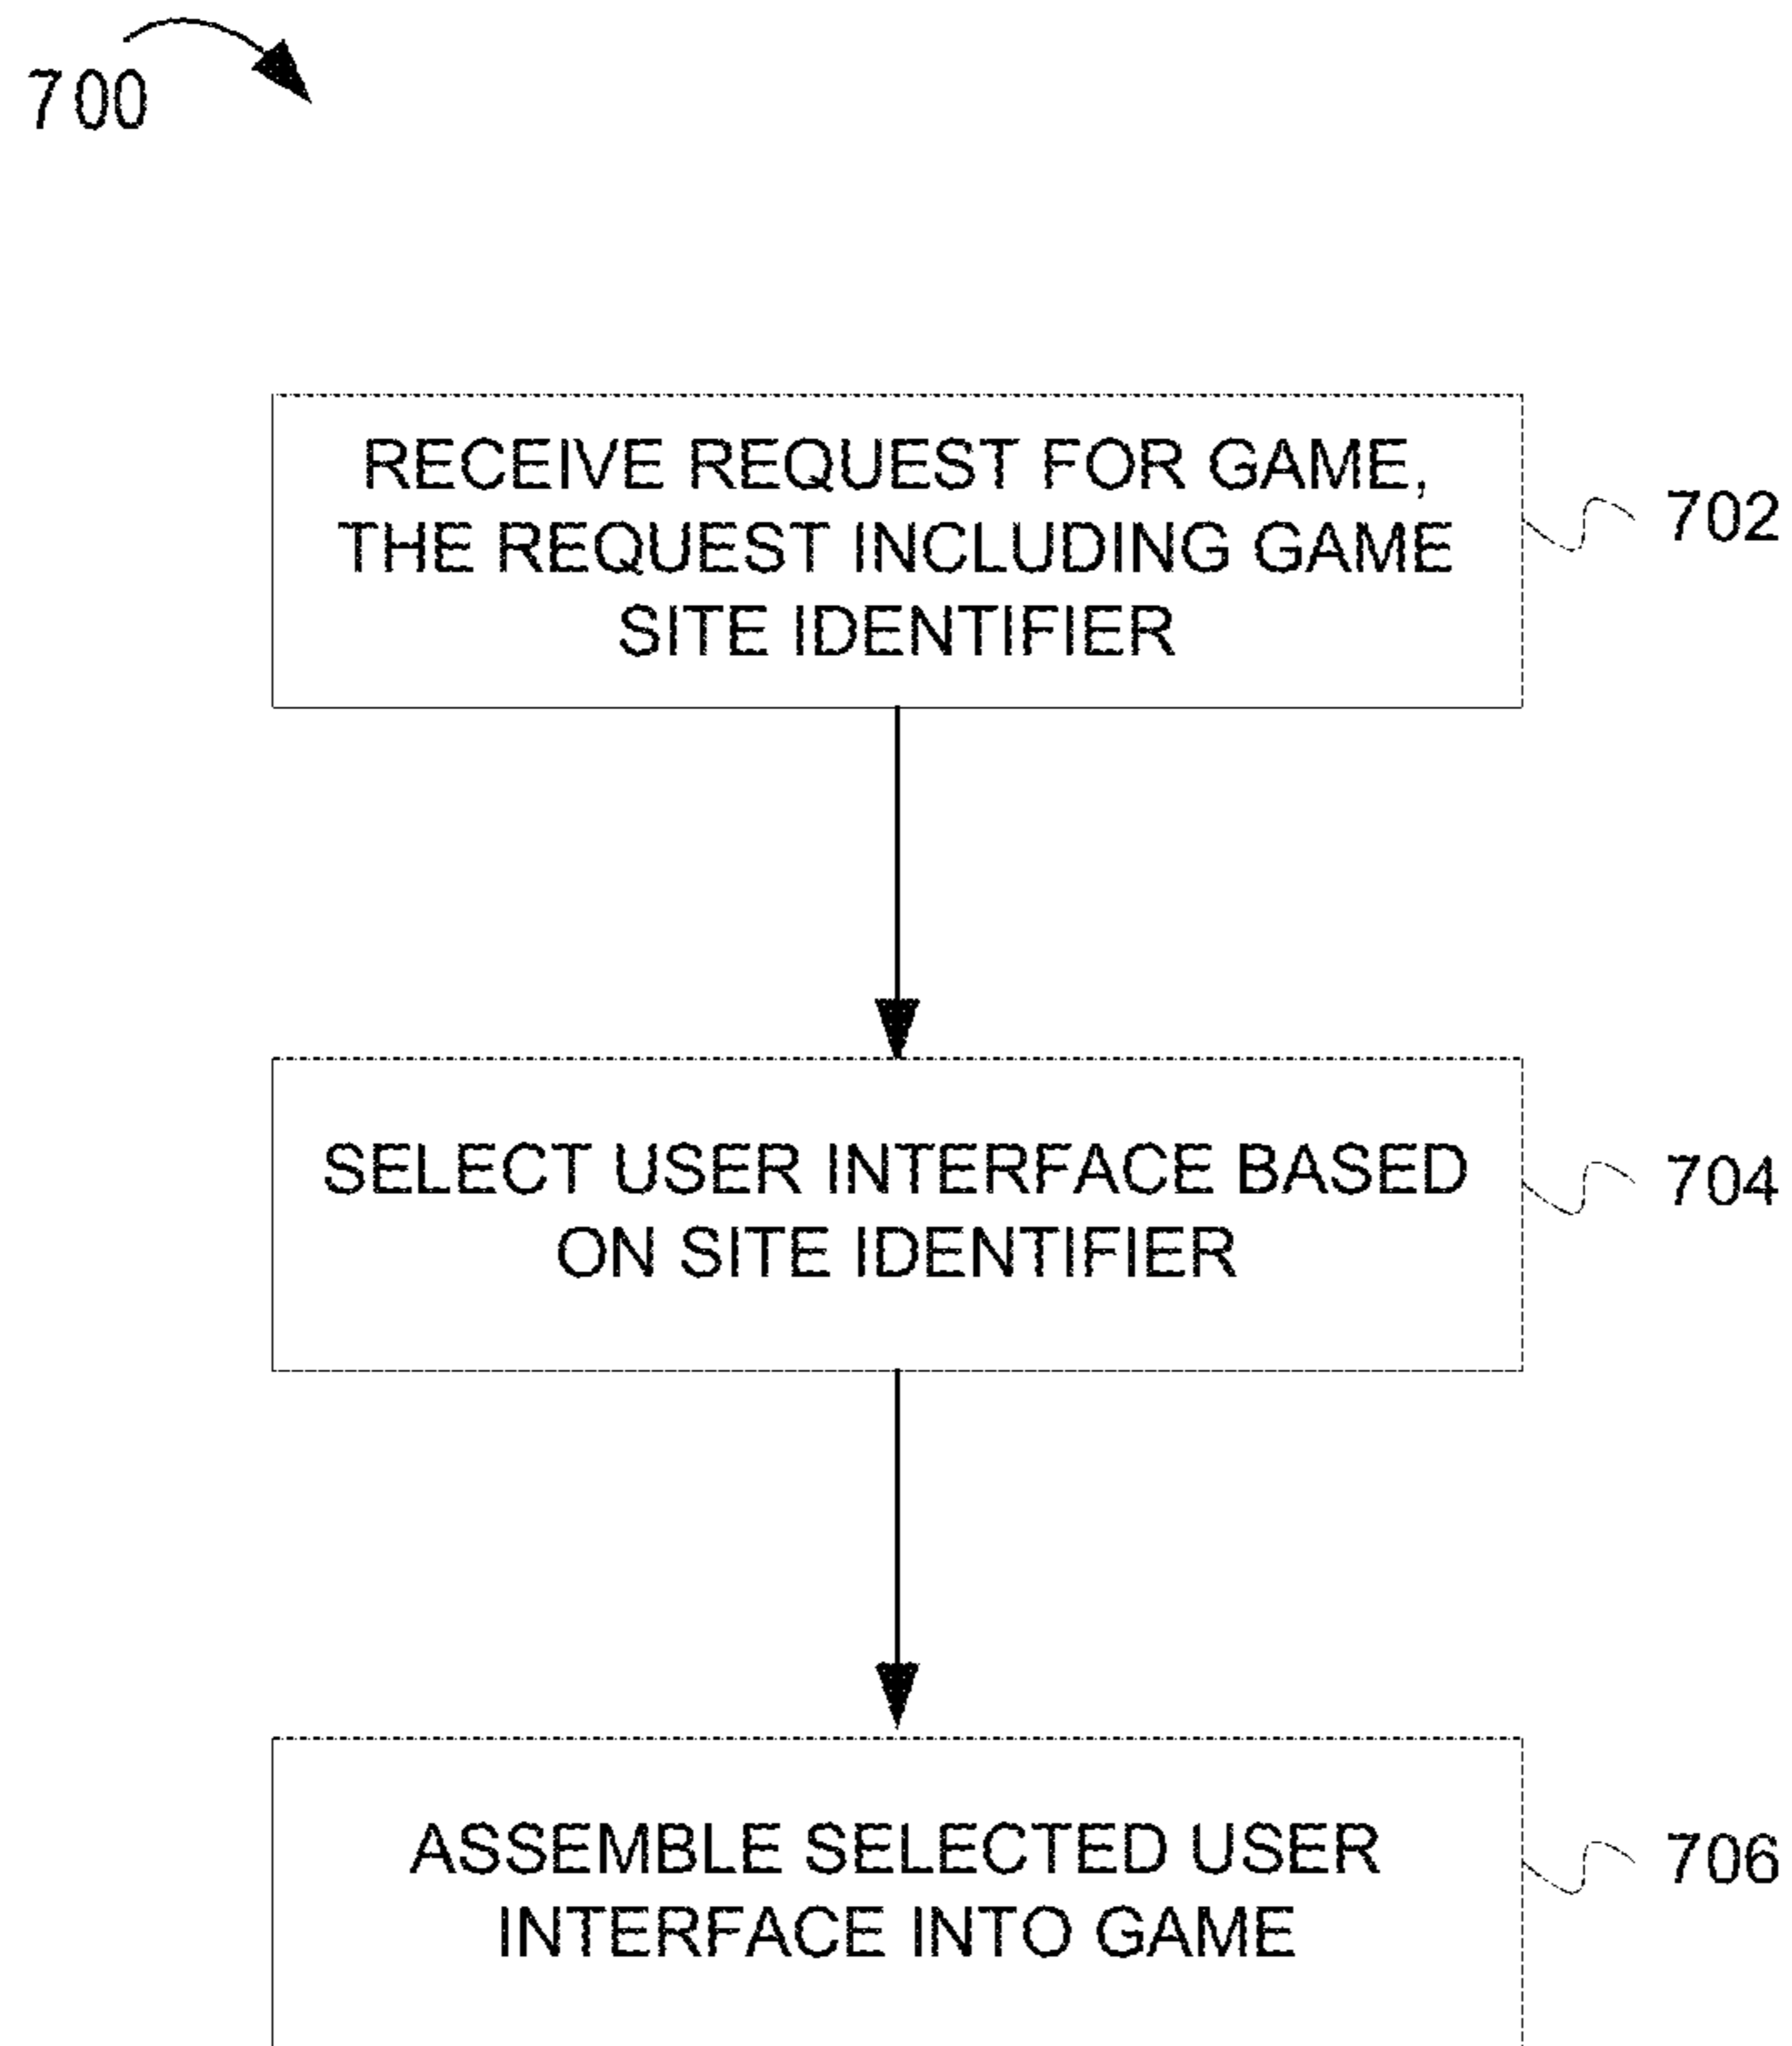 700
RECEIVE REQUEST FOR GAME,
THE REQUEST INCLUDING GAME
SITE IDENTIFIER
702
SELECT USER INTERFACE BASED
ON SITE IDENTIFIER
704
ASSEMBLE SELECTED USER
INTERFACE INTO GAME
706